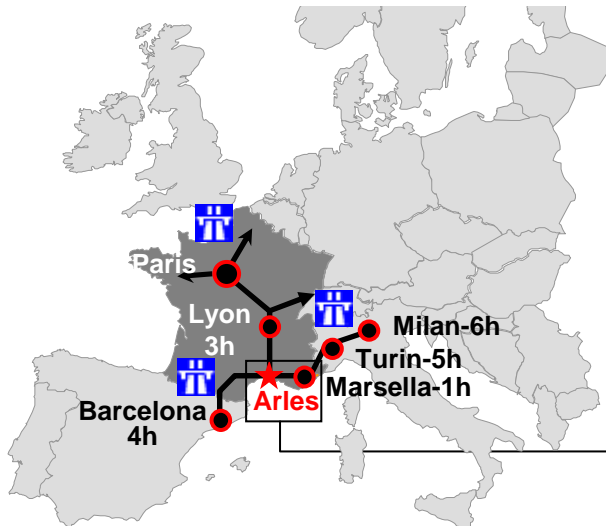 Paris
Lyon
3h
Milan-6h
Turin-5h
Marsella-1h
Arles
Barcelona
4h